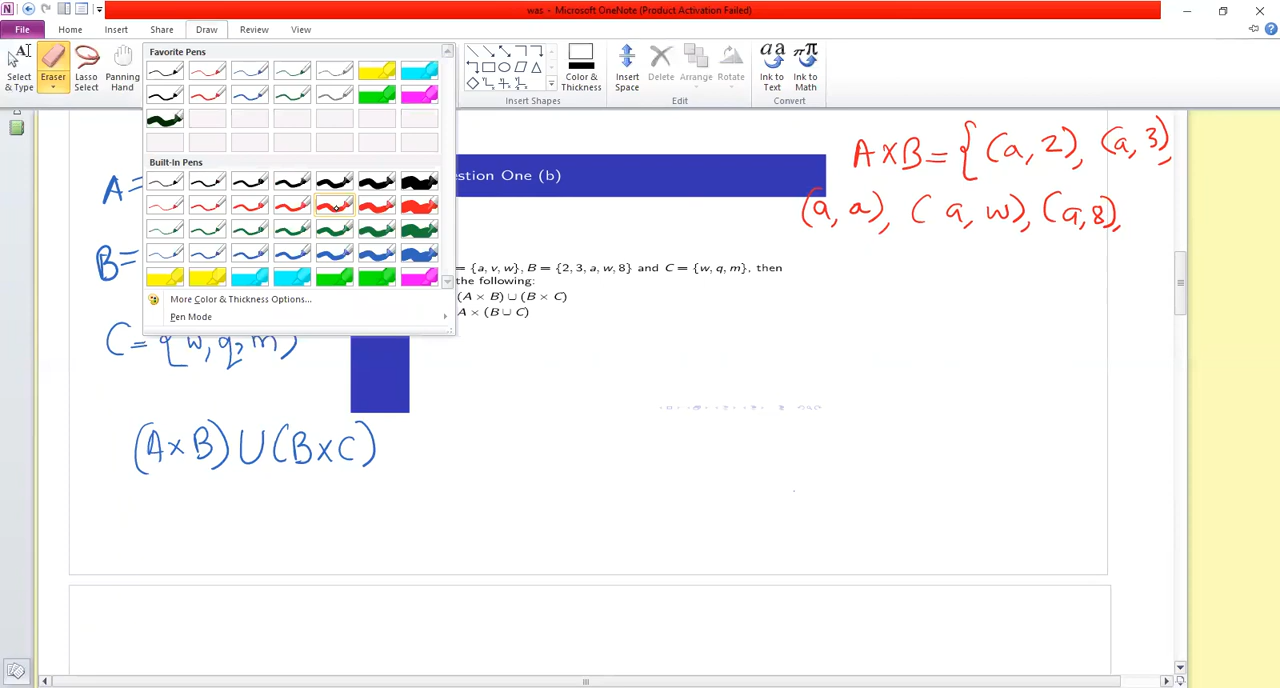 was - Microsoft OneNote (Product Activation Failed)
File Home Insert Share Draw Review View
Select & Type
Eraser
Lasso Select
Panning Hand
Favorite Pens
Built-In Pens
More Color & Thickness Options...
Pen Mode
Color & Thickness
Insert Shapes
Insert Space
Delete
Arrange
Rotate
Edit
Ink to Text
Ink to Math
Convert
A×B={(a,2), (a,3),
(a,a), (a,w), (a,8),
A=
B=
C={w,q,m}
estion One (b)
= {a, v, w}, B = {2, 3, a, w, 8} and C = {w, q, m}, then
the following:
(A × B) ∪ (B × C)
A × (B ∪ C)
(A×B)∪(B×C)